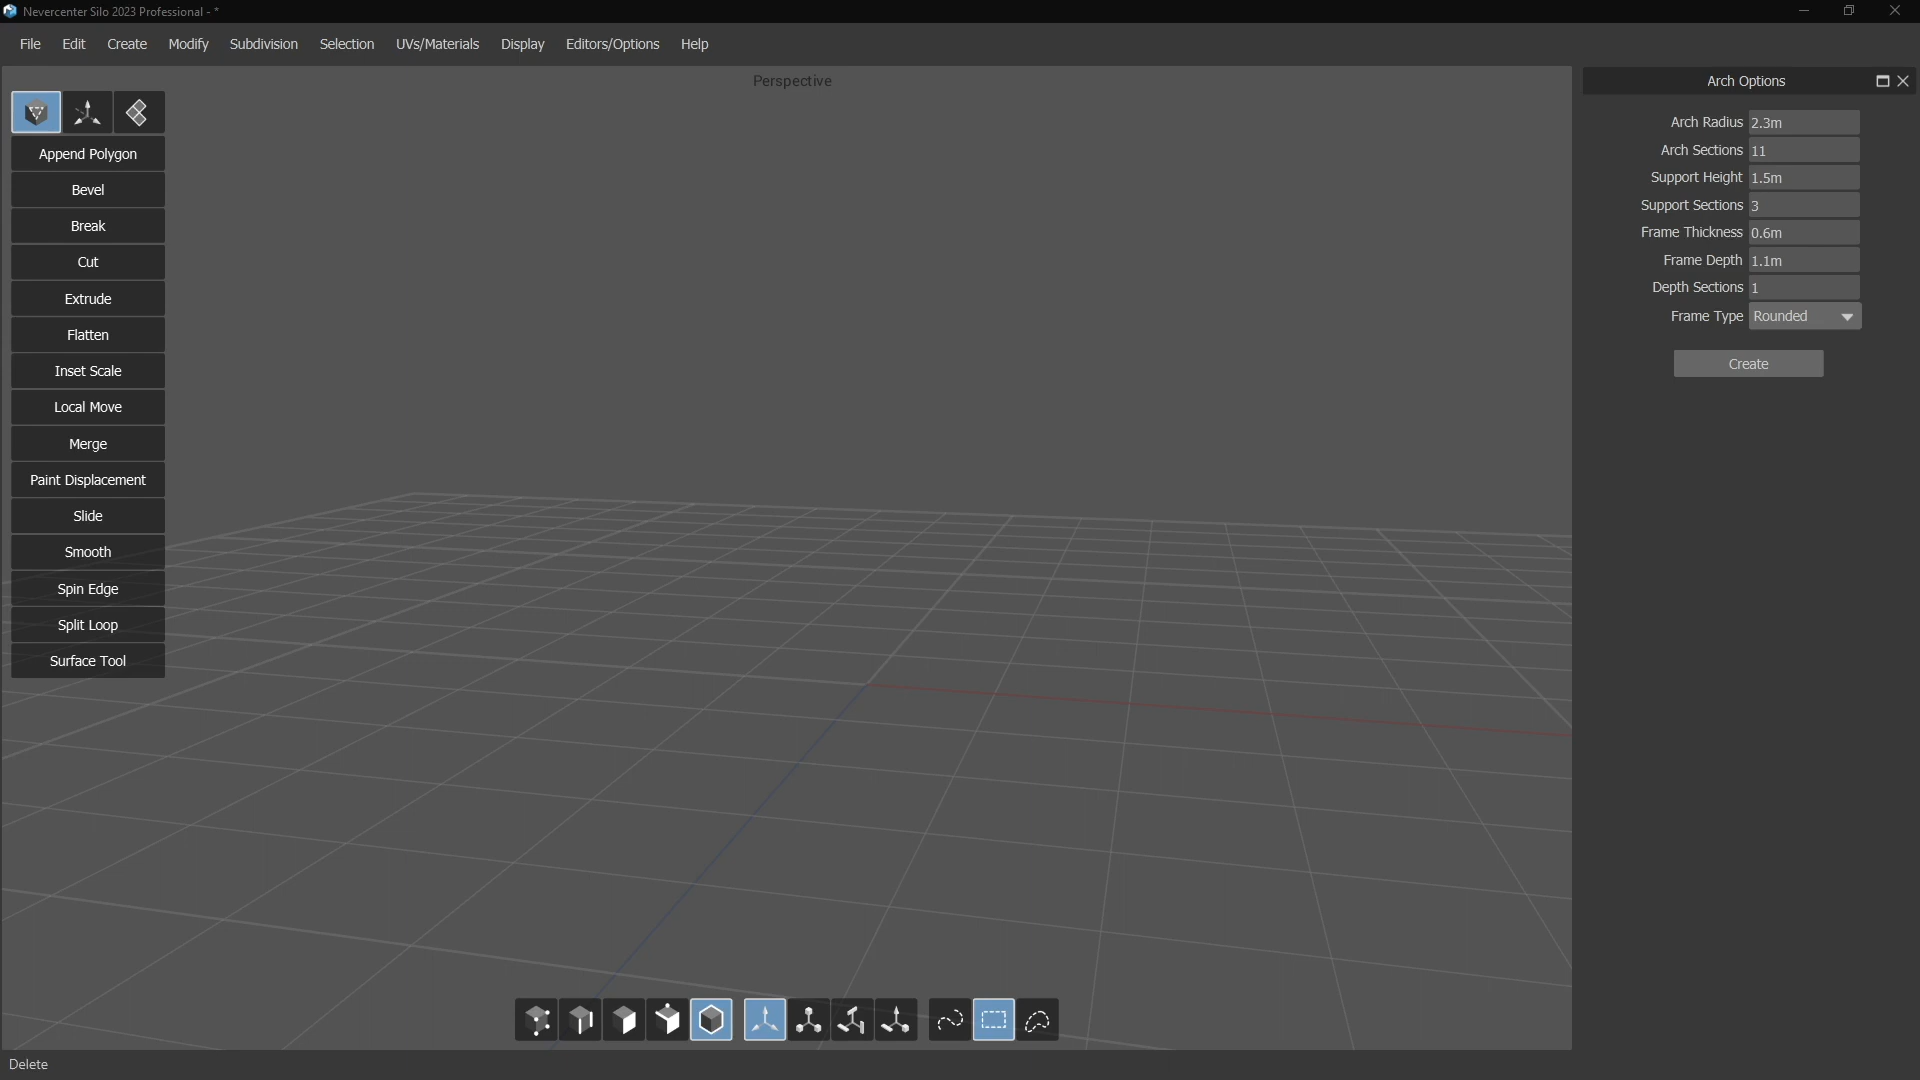 Nevercenter Silo 2023 Professional - *
File Edit Create Modify Subdivision Selection UVs/Materials Display Editors/Options Help
Perspective
Append Polygon
Bevel
Break
Cut
Extrude
Flatten
Inset Scale
Local Move
Merge
Paint Displacement
Slide
Smooth
Spin Edge
Split Loop
Surface Tool
Arch Options
Arch Radius 2.3m
Arch Sections 11
Support Height 1.5m
Support Sections 3
Frame Thickness 0.6m
Frame Depth 1.1m
Depth Sections 1
Frame Type Rounded
Create
Delete